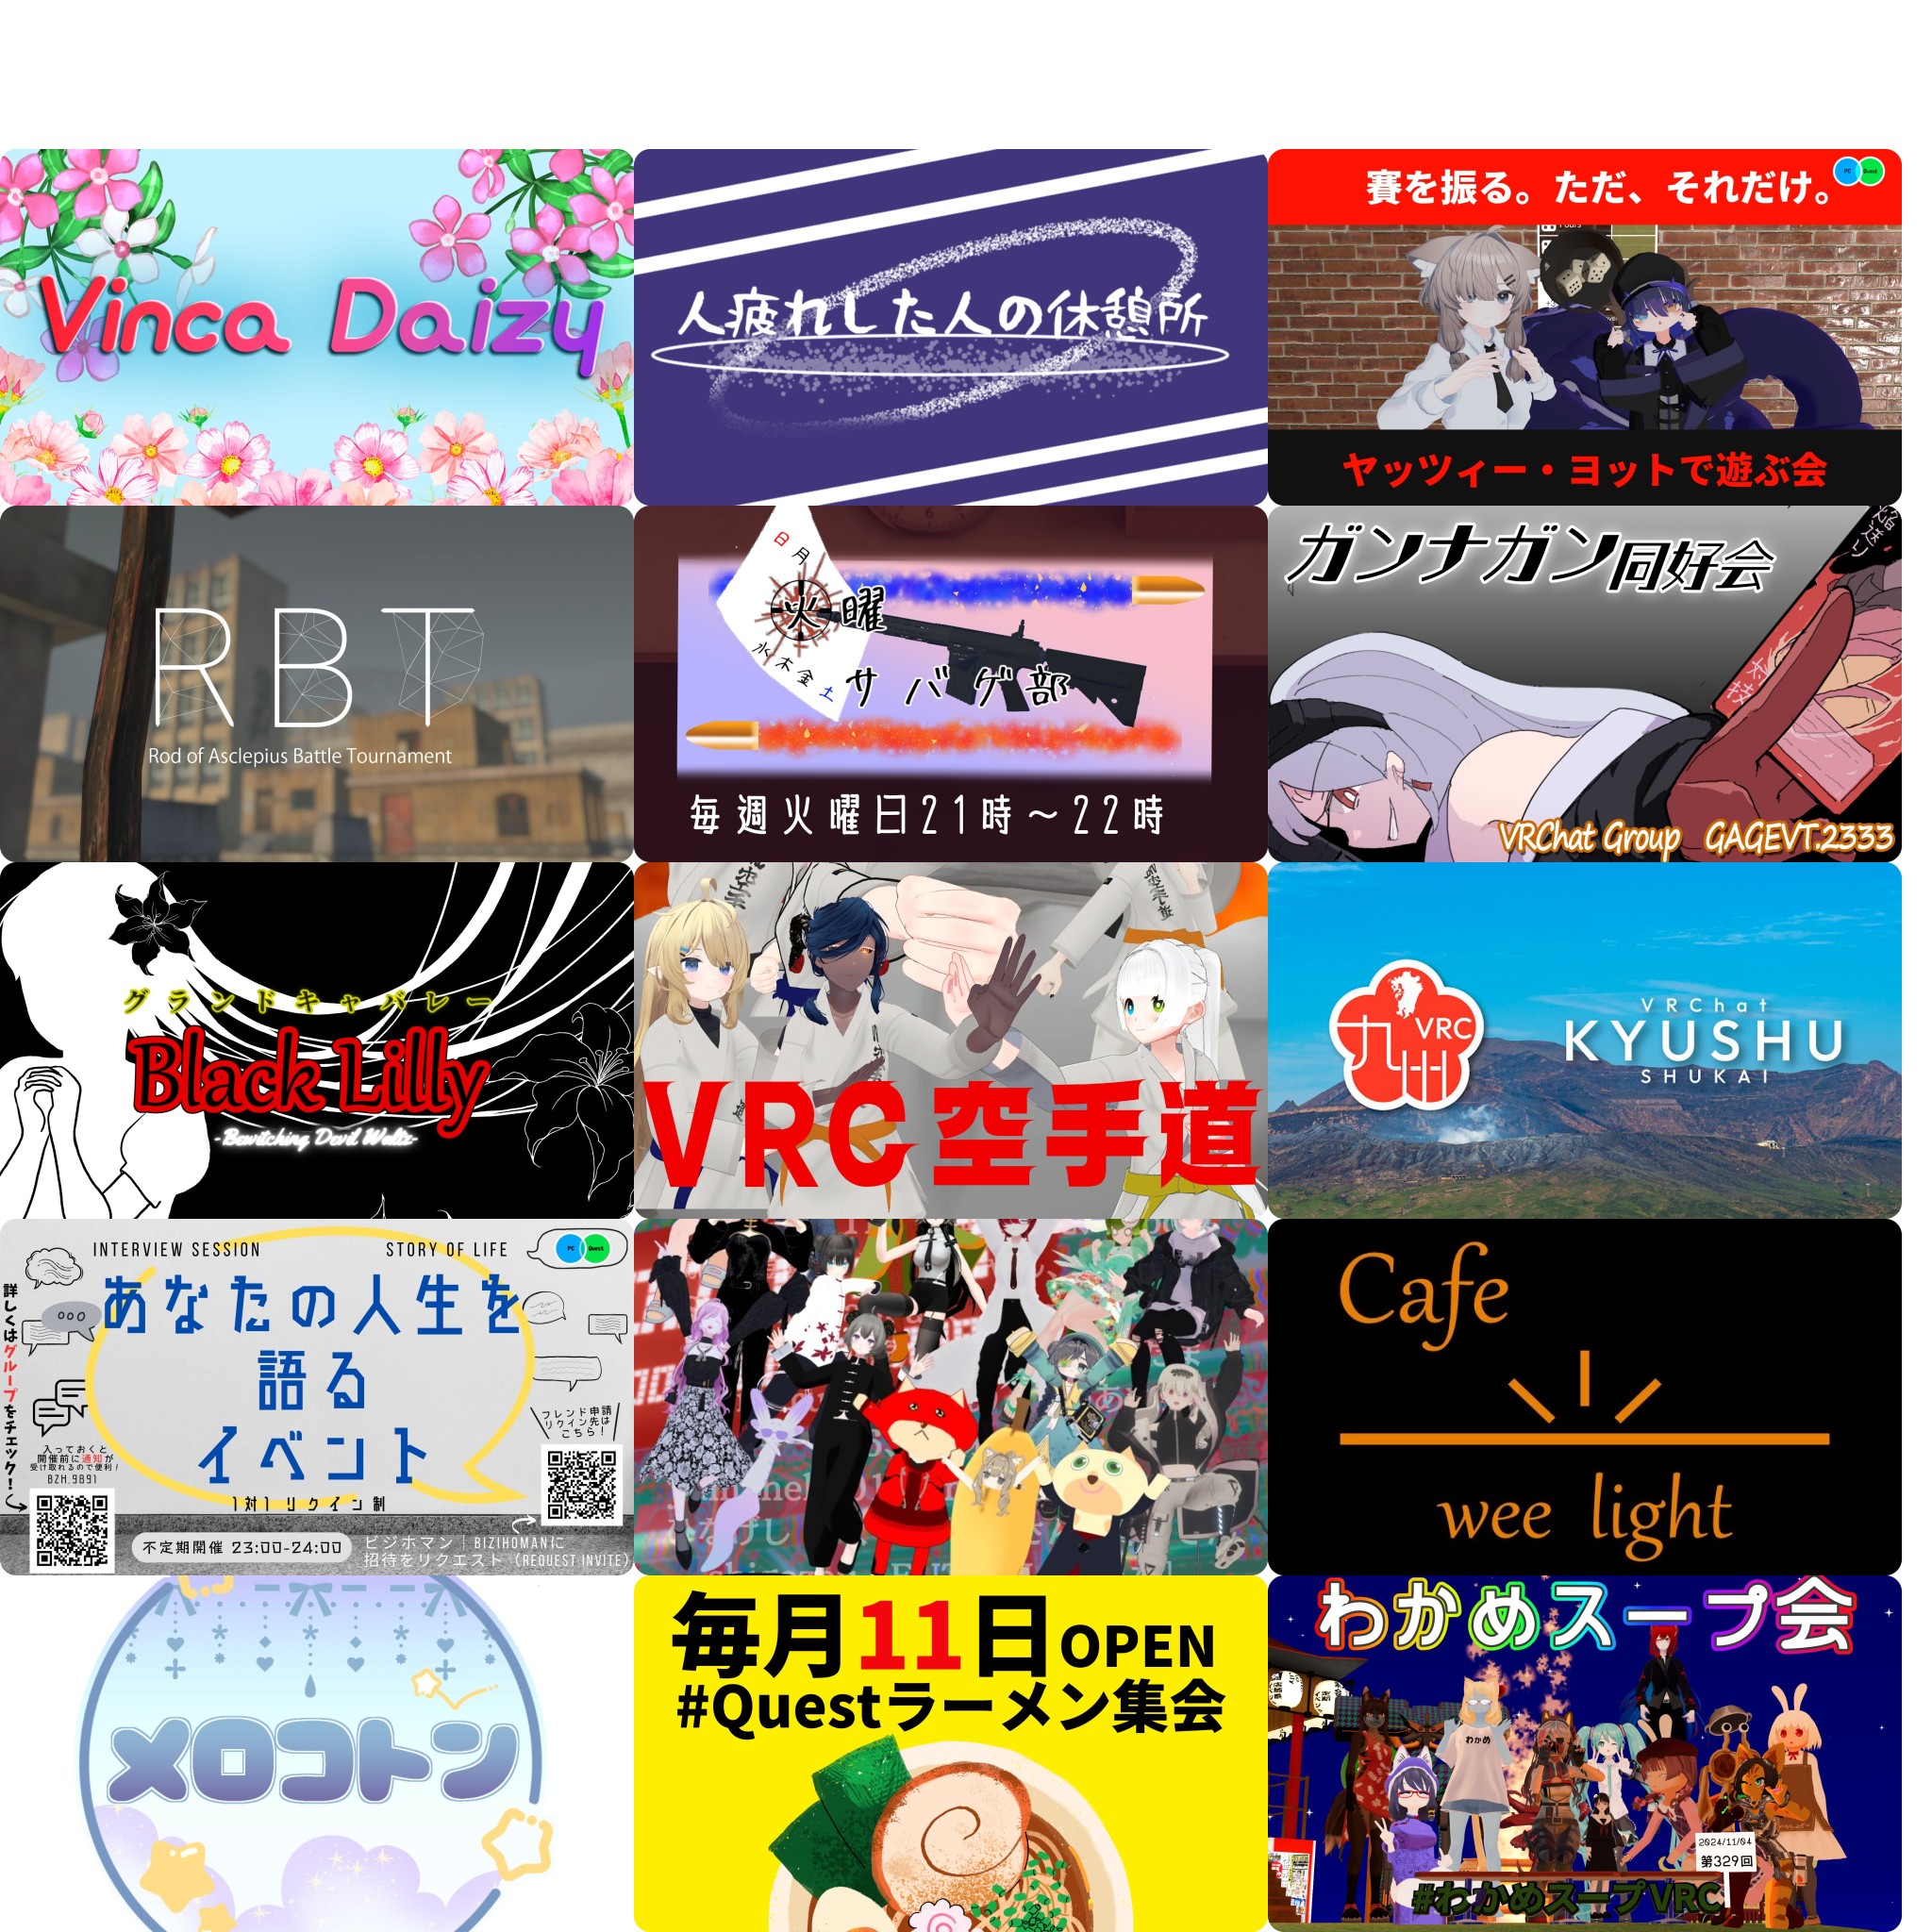 Vinca Daizy
人疲れした人の休憩所
賽を振る。ただ、それだけ。
PC Quest
ヤッツィー・ヨットで遊ぶ会
RBT
Rod of Asclepius Battle Tournament
日
月
火曜
水
木
金
土
サバゲ部
毎週火曜日21時～22時
ガンナガン同好会
VRChat Group GAGEVT.2333
グランドキャバレー
Black Lilly
-Bewitching Devil Waltz-
VRC空手道
九州
VRC
VRChat
KYUSHU
SHUKAI
INTERVIEW SESSION
STORY OF LIFE
PC Quest
あなたの人生を
語る
イベント
1対1 リクイン制
詳しくはグループをチェック!
入っておくと
開催前に通知が
受け取れるので便利!
BZH.9891
フレンド申請
リクイン先は
こちら!
不定期開催 23:00-24:00
ビジホマン｜BIZIHOMANに
招待をリクエスト (REQUEST INVITE)
Cafe
wee light
メロコトン
毎月11日OPEN
#Questラーメン集会
わかめスープ会
わかめ
2024/11/04
第329回
#わかめスープVRC